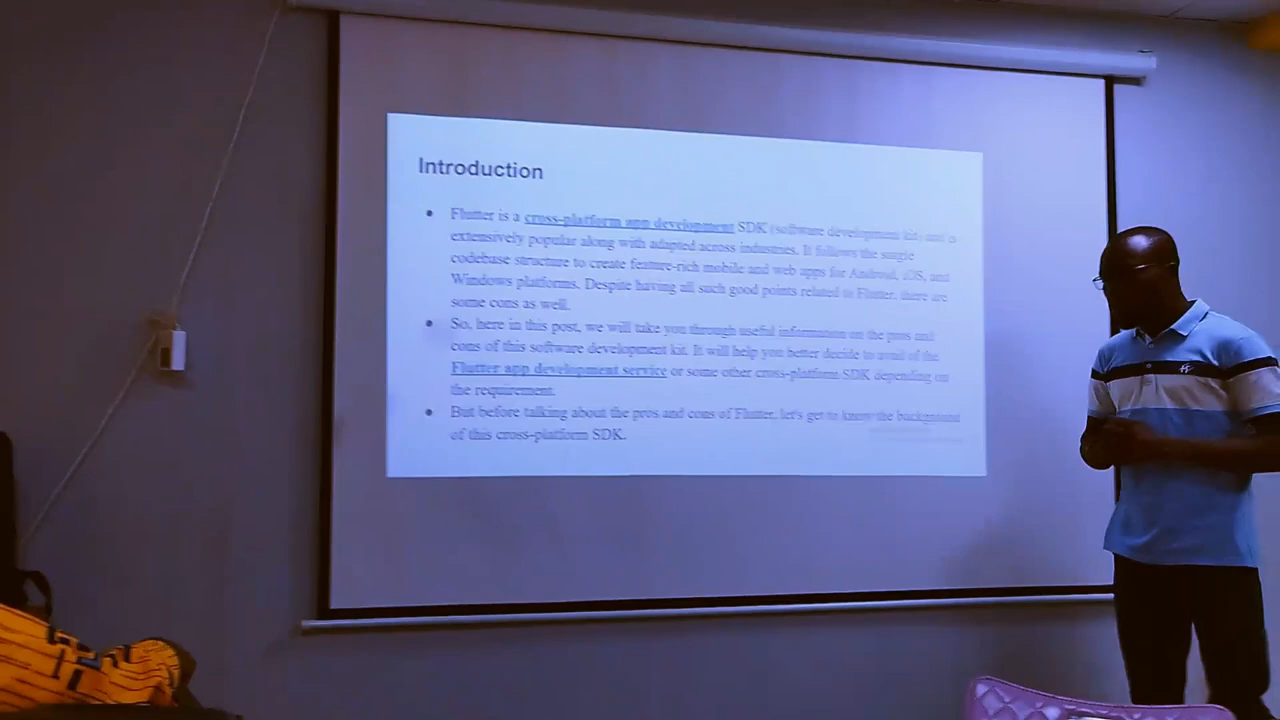 Introduction
• Flutter is a cross-platform app development SDK (software development kit) and is
extensively popular along with adapted across industries. It follows the single
codebase structure to create feature-rich mobile and web apps for Android, iOS, and
Windows platforms. Despite having all such good points related to Flutter, there are
some cons as well.
• So, here in this post, we will take you through useful information on the pros and
cons of this software development kit. It will help you better decide to avail of the
Flutter app development service or some other cross-platform SDK depending on
the requirement.
• But before talking about the pros and cons of Flutter, let's get to know the background
of this cross-platform SDK.